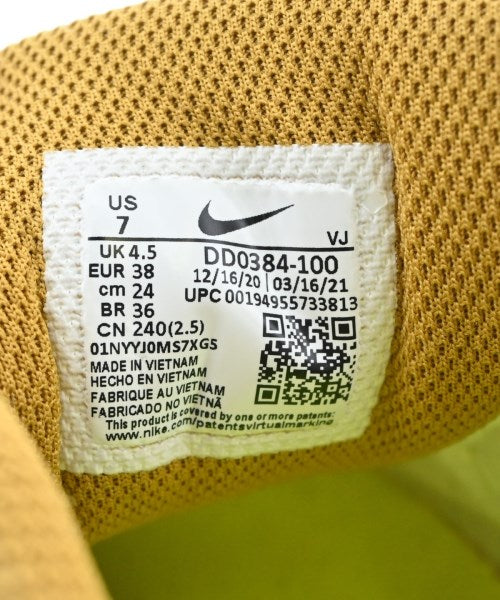 US
7
VJ
UK 4.5
EUR 38
cm 24
BR 36
CN 240(2.5)
DD0384-100
12/16/20 | 03/16/21
UPC 00194955733813
01NYYJ0MS7XGS
MADE IN VIETNAM
HECHO EN VIETNAM
FABRIQUE AU VIETNAM
FABRICADO NO VIETNÃ
This product is covered by one or more patents:
www.nike.com/patentsvirtualmarking